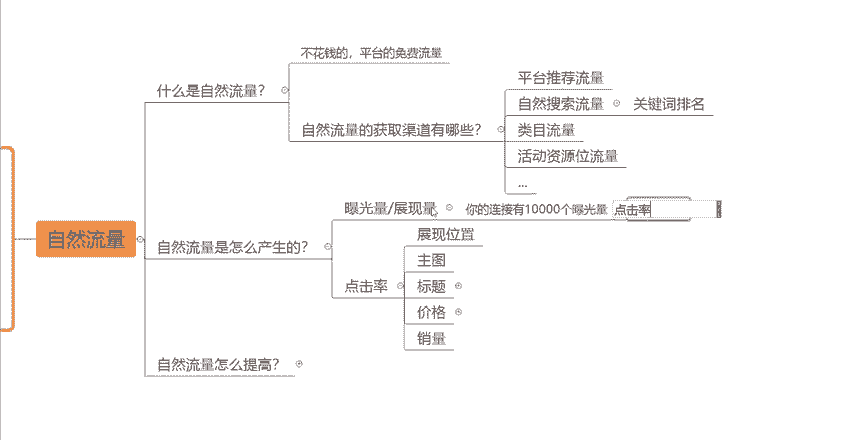 自然流量
什么是自然流量？
不花钱的，平台的免费流量
自然流量的获取渠道有哪些？
平台推荐流量
自然搜索流量
关键词排名
类目流量
活动资源位流量
...
自然流量是怎么产生的？
曝光量/展现量
你的连接有10000个曝光量
点击率
点击率
展现位置
主图
标题
价格
销量
自然流量怎么提高？